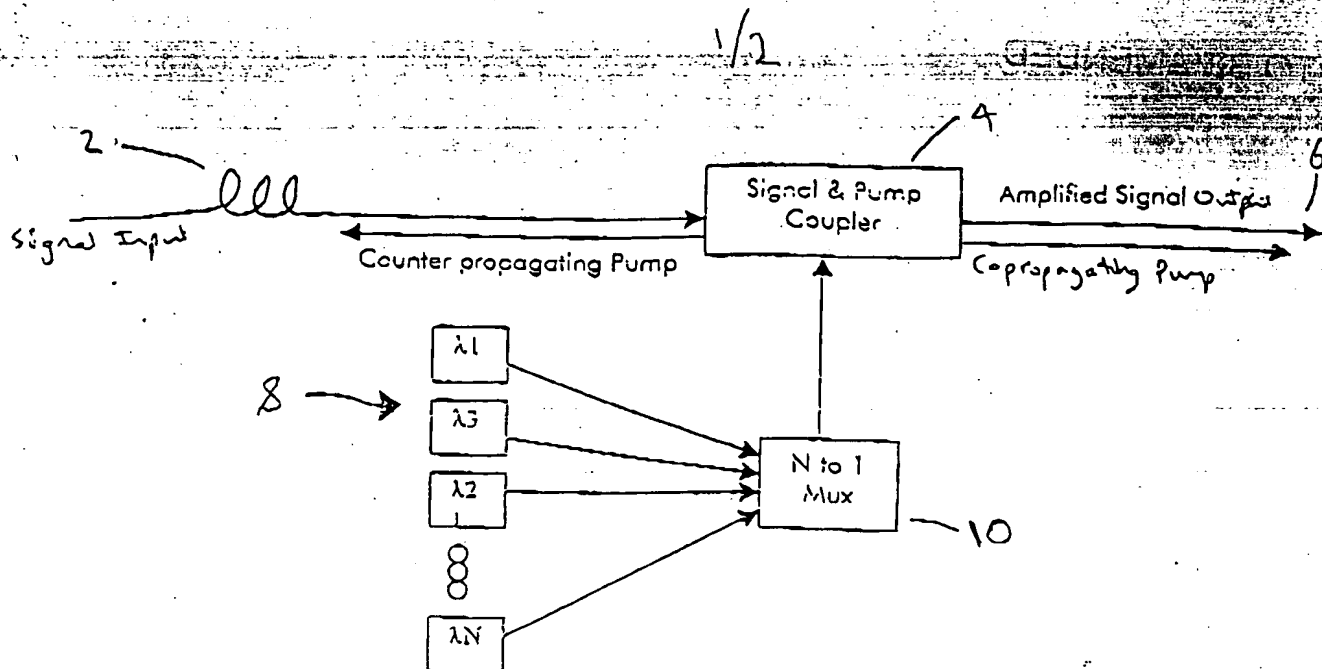 1/2
2
4
6
Signal & Pump
Coupler
Amplified Signal Output
Signal Input
Counter propagating Pump
Copropagating Pump
λ1
8
λ3
N to 1
Mux
λ2
10
λN